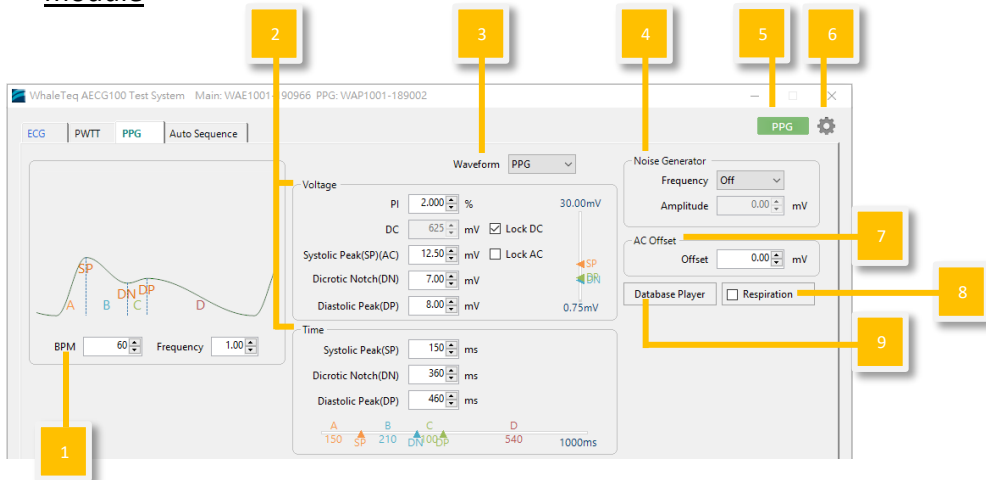 module
2
3
4
5
6
WhaleTeq AECG100 Test System Main: WAE1001- 90966 PPG: WAP1001-189002
ECG PWTT PPG Auto Sequence
PPG
Waveform PPG
Voltage
PI 2.000 % 30.00mV
DC 625 mV Lock DC
Systolic Peak(SP)(AC) 12.50 mV Lock AC
SP
Dicrotic Notch(DN) 7.00 mV
DN
Diastolic Peak(DP) 8.00 mV 0.75mV
Noise Generator
Frequency Off
Amplitude 0.00 mV
AC Offset
Offset 0.00 mV
7
Database Player Respiration
8
9
SP
DN DP
A B C D
BPM 60 Frequency 1.00
Time
Systolic Peak(SP) 150 ms
Dicrotic Notch(DN) 360 ms
Diastolic Peak(DP) 460 ms
A B C D
150 SP 210 DN 100 DP 540 1000ms
1